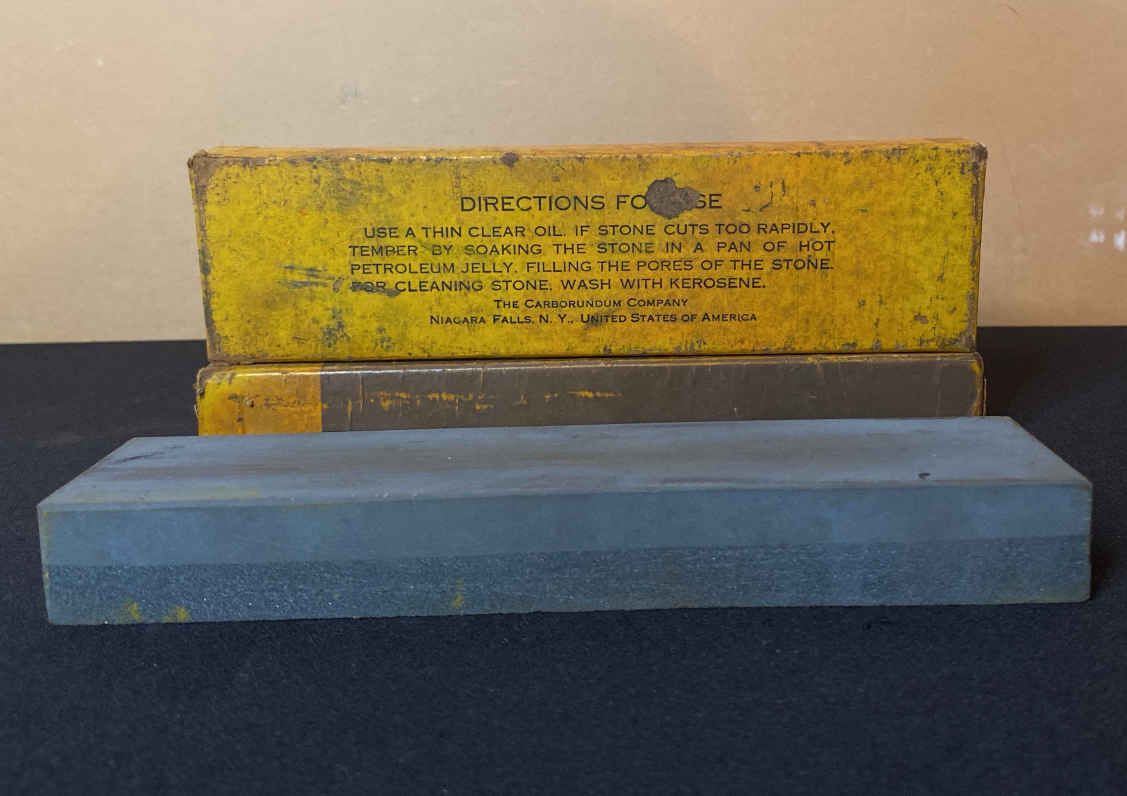 DIRECTIONS FO SE
USE A THIN CLEAR OIL. IF STONE CUTS TOO RAPIDLY,
TEMPER BY SOAKING THE STONE IN A PAN OF HOT
PETROLEUM JELLY, FILLING THE PORES OF THE STONE.
FOR CLEANING STONE, WASH WITH KEROSENE.
THE CARBORUNDUM COMPANY
NIAGARA FALLS, N. Y., UNITED STATES OF AMERICA